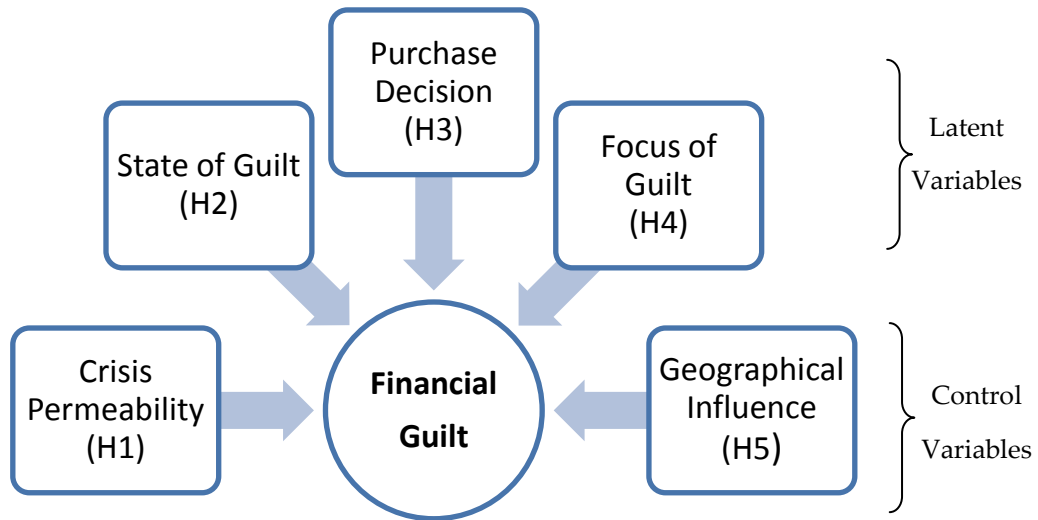 Purchase
Decision
(H3)
State of Guilt
(H2)
Focus of
Guilt
(H4)
Latent
Variables
Crisis
Permeability
(H1)
Financial
Guilt
Geographical
Influence
(H5)
Control
Variables